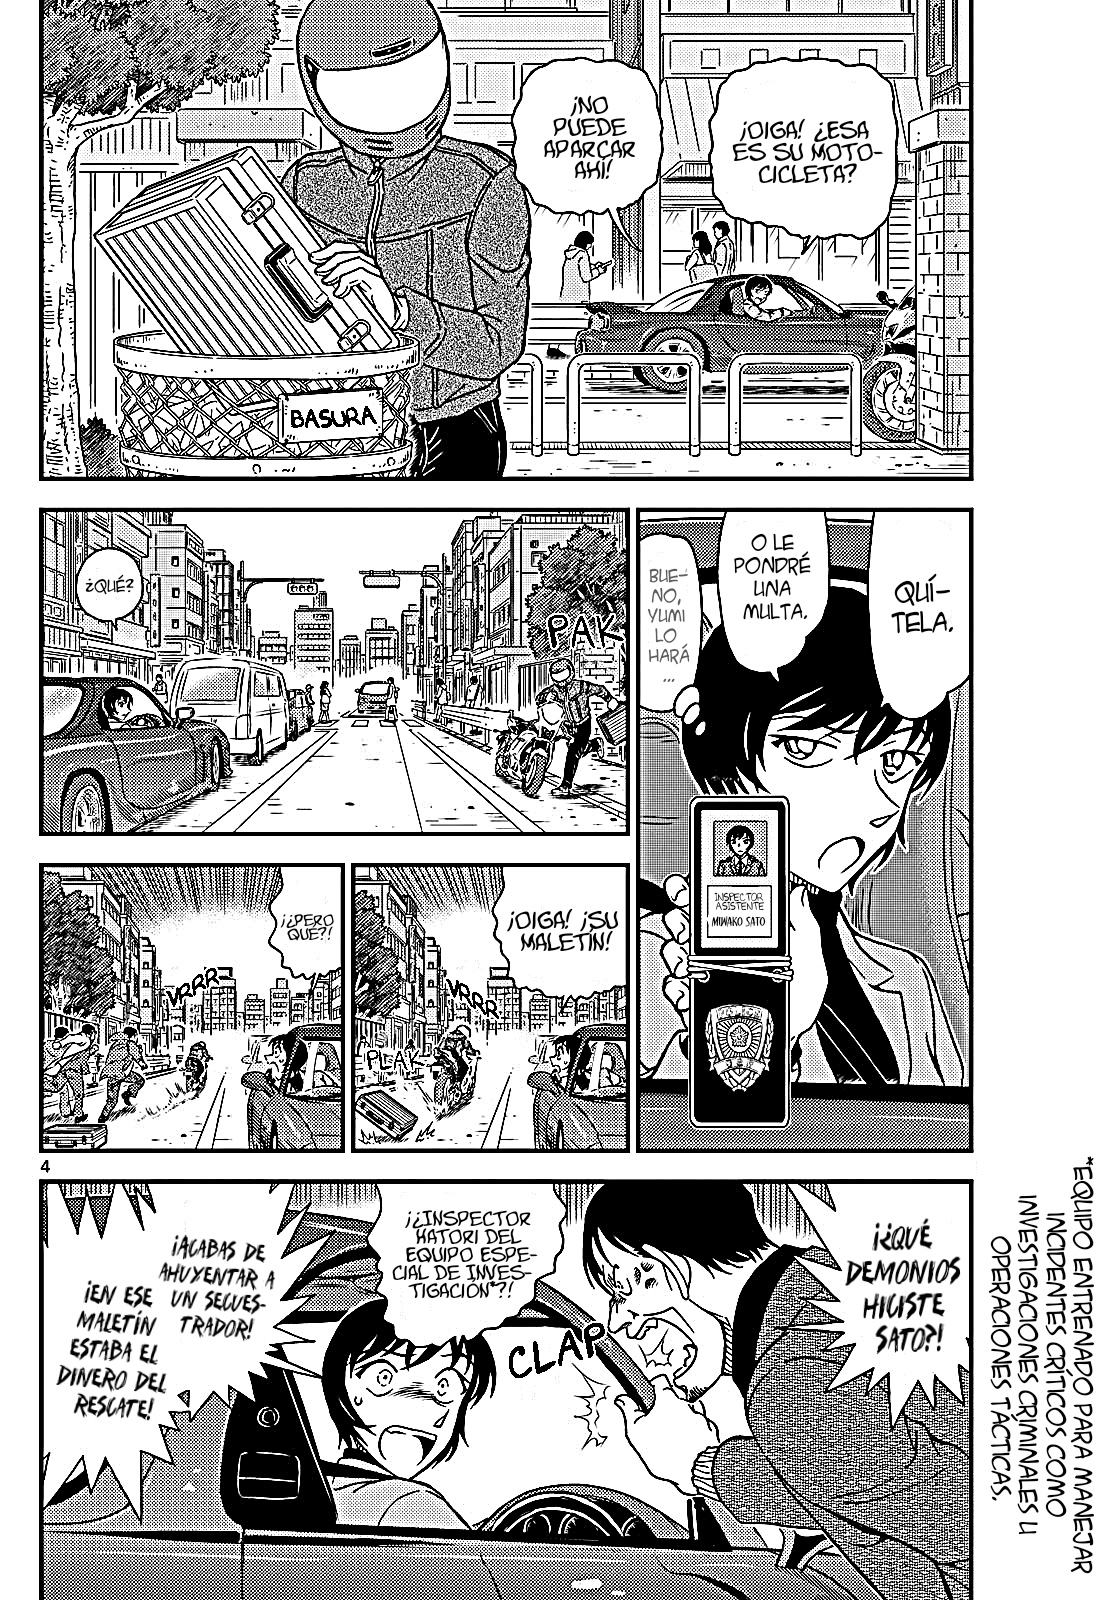 ¡OIGA! ¿ESA
ES SU MOTO-
CICLETA?
¡NO
PUEDE
APARCAR
AHÍ!
BASURA
QUÍ-
TELA.
O LE
PONDRÉ
UNA
MULTA.
BUE-
NO,
YUMI
LO
HARÁ
...
INSPECTOR
ASISTENTE
MIWAKO SATO
PAK
¿QUÉ?
¡OIGA! ¡SU
MALETÍN!
VRRR
PLAK
¡¿PERO
QUÉ?!
VRRR
4
¡¿QUÉ
DEMONIOS
HICISTE
SATO?!
¡¿INSPECTOR
HATORI DEL
EQUIPO ESPE-
CIAL DE INVES-
TIGACIÓN*?!
CLAP
¡ACABAS DE
AHUYENTAR A
UN SECUES-
TRADOR!
¡EN ESE
MALETÍN
ESTABA EL
DINERO DEL
RESCATE!
*EQUIPO ENTRENADO PARA MANEJAR
INCIDENTES CRÍTICOS COMO
INVESTIGACIONES CRIMINALES Y
OPERACIONES TÁCTICAS.